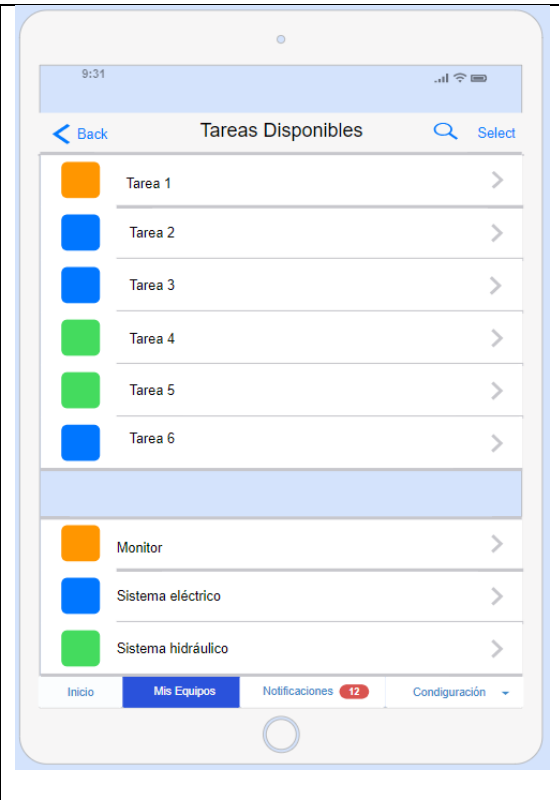 9:31
Back Tareas Disponibles Select
Tarea 1
Tarea 2
Tarea 3
Tarea 4
Tarea 5
Tarea 6
Monitor
Sistema eléctrico
Sistema hidráulico
Inicio Mis Equipos Notificaciones 12 Condiguración